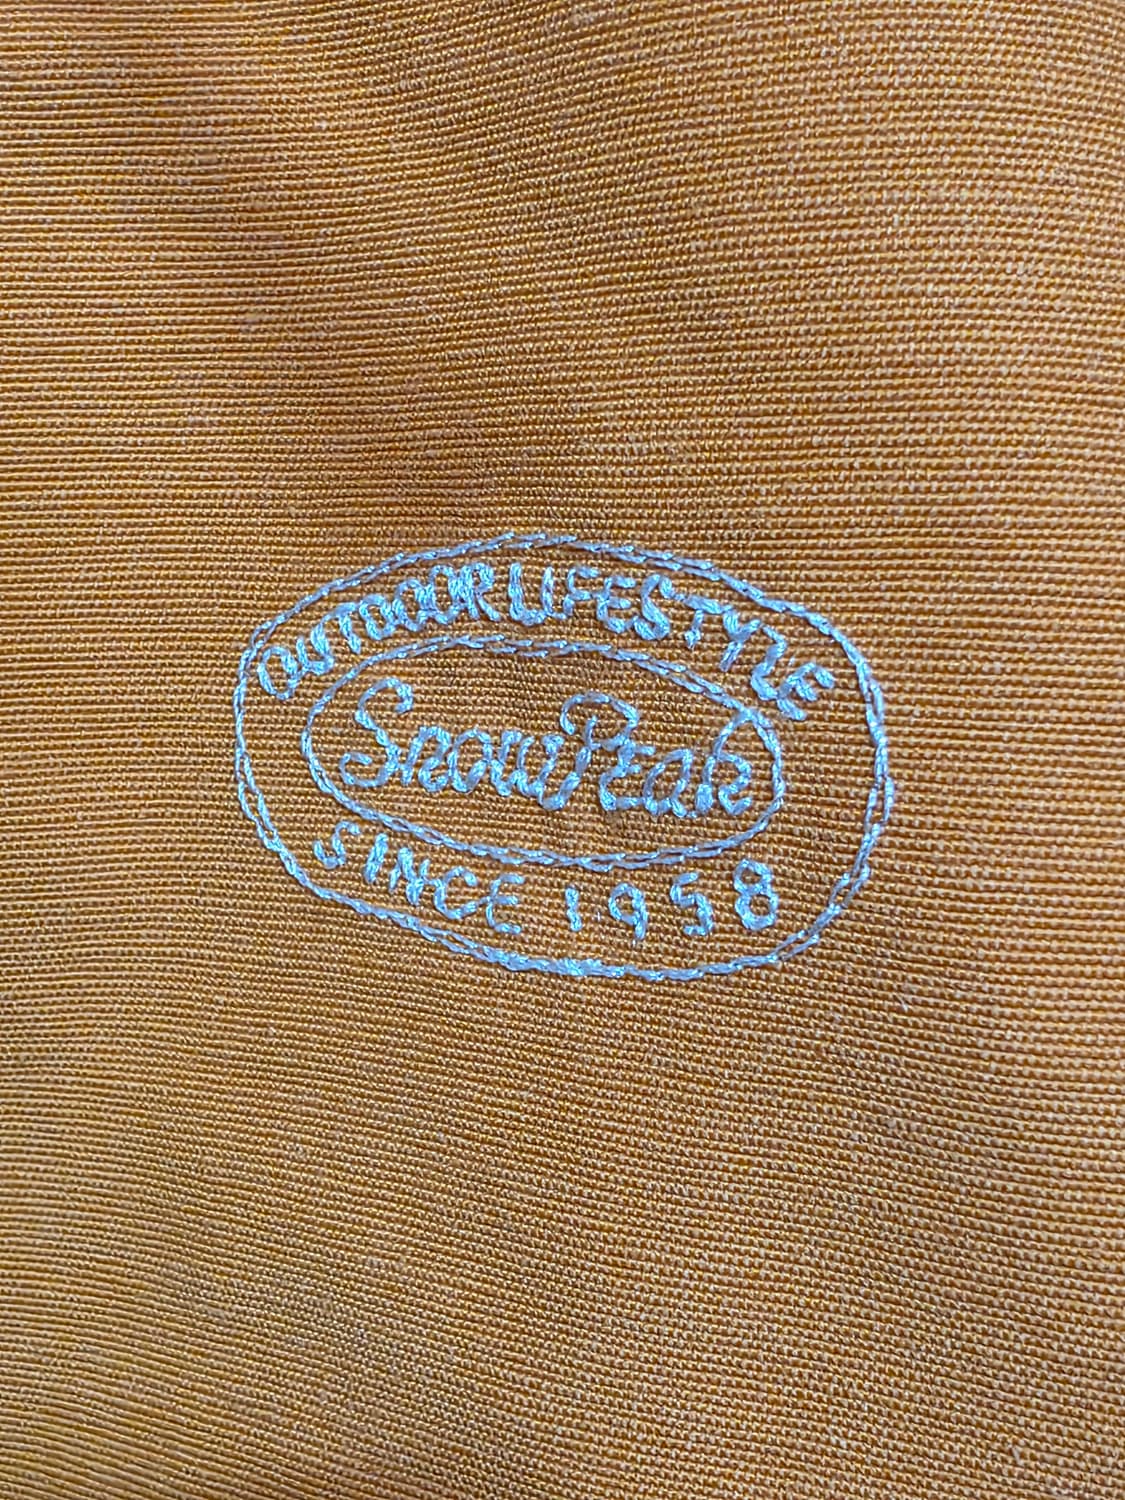 OUTDOOR LIFESTYLE
SnowPeak
SINCE 1958